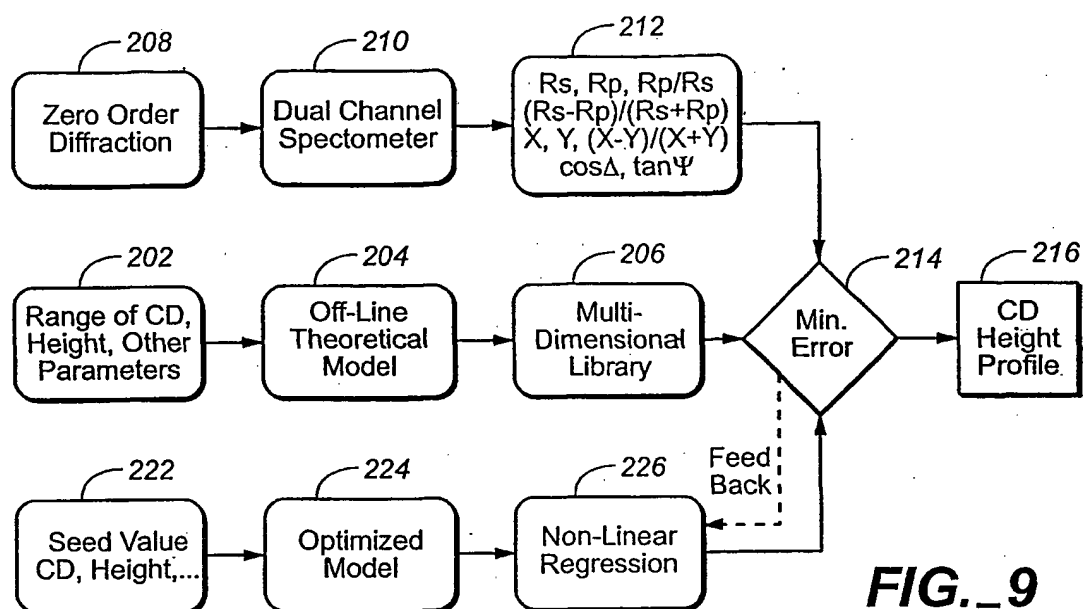 208
Zero Order
Diffraction
210
Dual Channel
Spectometer
212
Rs, Rp, Rp/Rs
(Rs-Rp)/(Rs+Rp)
X, Y, (X-Y)/(X+Y)
cosΔ, tanΨ
202
Range of CD,
Height, Other
Parameters
204
Off-Line
Theoretical
Model
206
Multi-
Dimensional
Library
214
Min.
Error
216
CD
Height
Profile
222
Seed Value
CD, Height,...
224
Optimized
Model
226
Non-Linear
Regression
Feed
Back
FIG._9